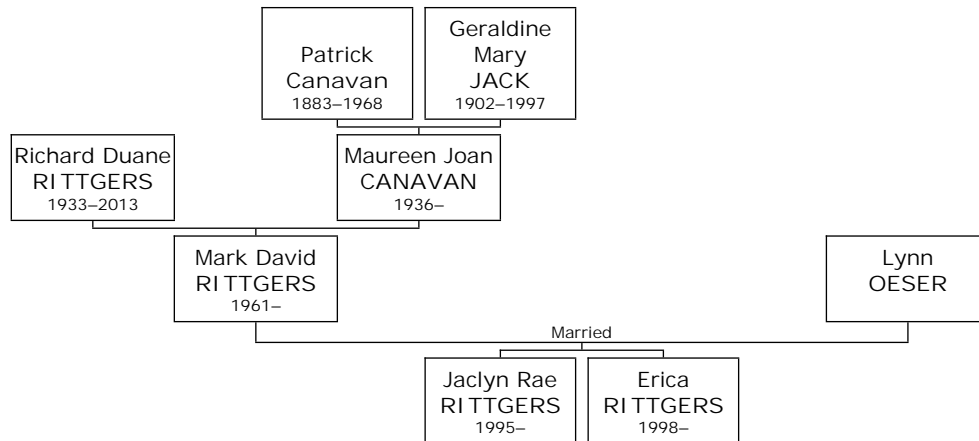 Patrick
Canavan
1883–1968
Geraldine
Mary
JACK
1902–1997
Richard Duane
RITTGERS
1933–2013
Maureen Joan
CANAVAN
1936–
Mark David
RITTGERS
1961–
Lynn
OESER
Married
Jaclyn Rae
RITTGERS
1995–
Erica
RITTGERS
1998–